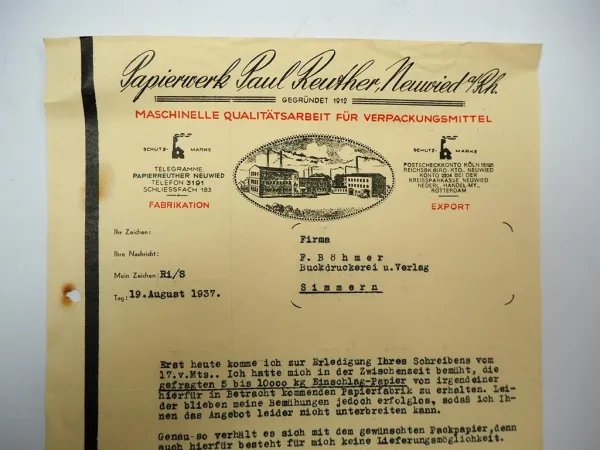 Papierwerk Paul Reuther, Neuwied a/Rh.
GEGRÜNDET 1912
MASCHINELLE QUALITÄTSARBEIT FÜR VERPACKUNGSMITTEL
SCHUTZ- MARKE
TELEGRAMME:
PAPIERREUTHER NEUWIED
TELEFON 3191
SCHLIESSFACH 183
FABRIKATION
SCHUTZ- MARKE
POSTSCHECKKONTO KÖLN 15195
REICHSBK.GIRO-KTO. NEUWIED
KONTO 2834 BEI DER
KREISSPARKASSE NEUWIED
NEDERL. HANDEL-MY.,
ROTTERDAM
EXPORT
Ihr Zeichen:
Ihre Nachricht:
Mein Zeichen: Ri/S
Tag: 19.August 1937.
Firma
F. Böhmer
Buckdruckerei u.Verlag
Simmern
Erst heute komme ich zur Erledigung Ihres Schreibens vom
17.v.Mts.. Ich hatte mich in der Zwischenzeit bemüht, die
gefragten 5 bis 10000 kg Einschlag-Papier von irgendeiner
hierfür in Betracht kommenden Papierfabrik zu erhalten. Lei-
der blieben meine Bemühungen jedoch erfolglos, sodaß ich Ih-
nen das Angebot leider nicht unterbreiten kann.
Genau-so verhält es sich mit dem gewünschten Packpapier,denn
auch hierfür besteht für mich keine Lieferungsmöglichkeit.